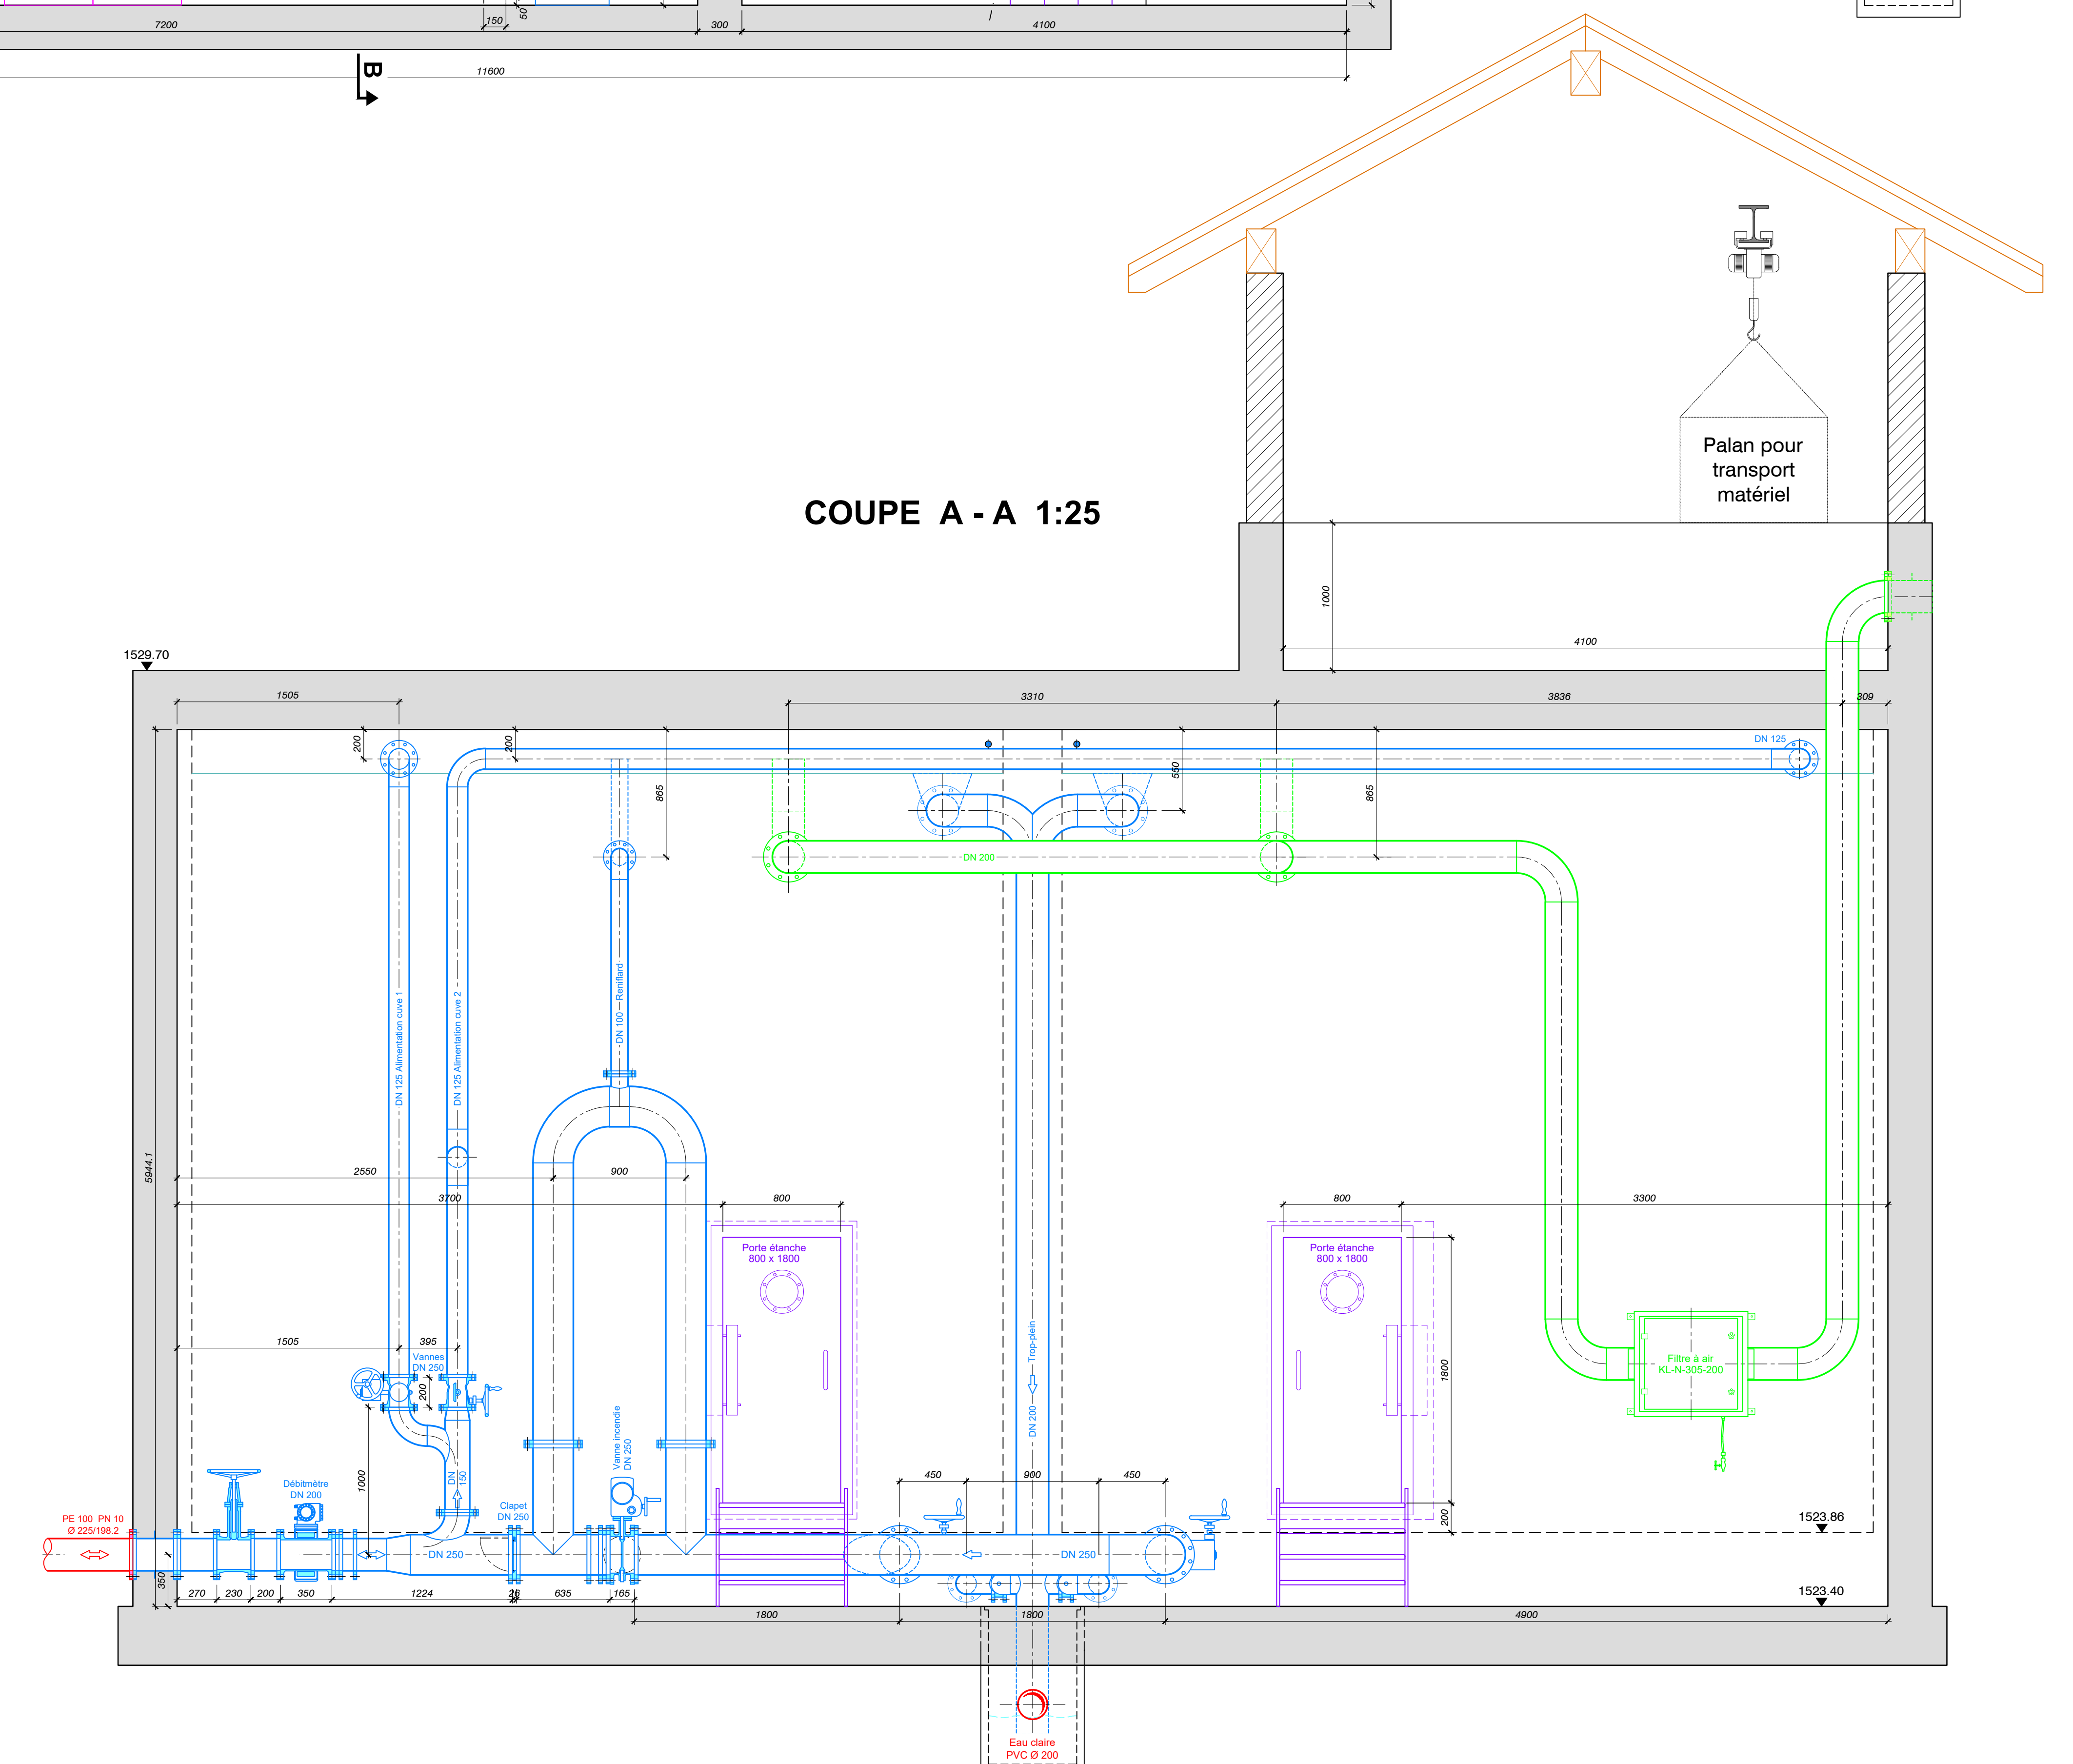 7200
150
50
300
4100
11600
B
Palan pour
transport
matériel
COUPE A - A 1:25
1000
4100
1529.70
1505
3310
3836
309
200
200
865
550
865
DN 125
DN 200
5944.1
DN 125 Alimentation cuve 1
DN 125 Alimentation cuve 2
DN 100
Reniflard
2550
900
3700
800
800
3300
Porte étanche
800 x 1800
Porte étanche
800 x 1800
1505
395
Vannes
DN 250
200
1000
DN
150
Vanne incendie
DN 250
DN 200
Trop-plein
1800
200
Filtre à air
KL-N-305-200
450
900
450
Débitmètre
DN 200
Clapet
DN 250
PE 100 PN 10
Ø 225/198.2
DN 250
DN 250
1523.86
350
270
230
200
350
1224
26
635
165
1523.40
1800
1800
4900
Eau claire
PVC Ø 200